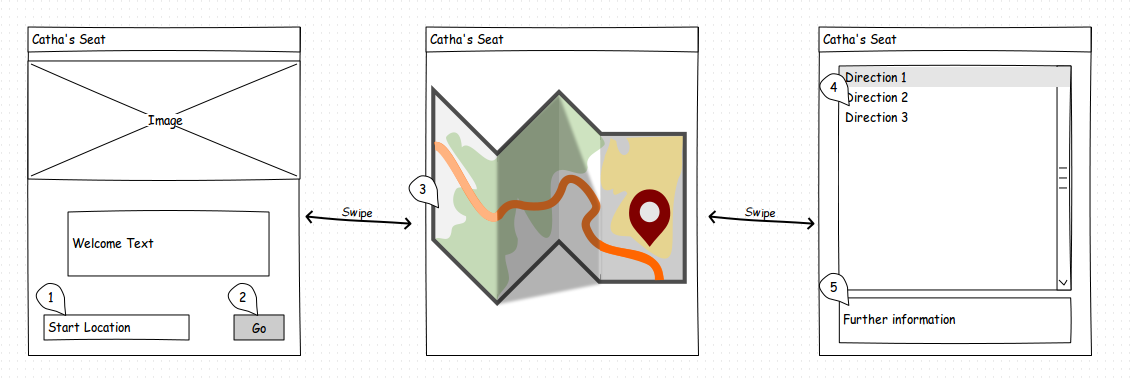 Catha's Seat
Image
Welcome Text
1
2
Start Location
Go
Swipe
Catha's Seat
3
Swipe
Catha's Seat
4
Direction 1
Direction 2
Direction 3
5
Further information